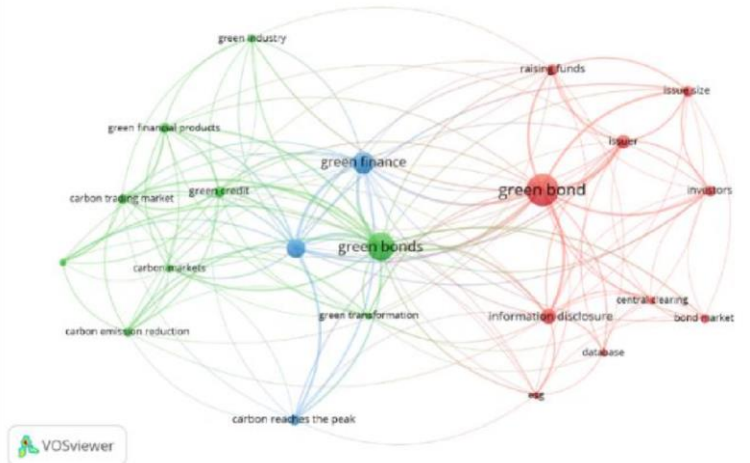 green industry
raising funds
issue size
green financial products
issuer
green finance
green bond
carbon trading market
green credit
investors
green bonds
carbon markets
central clearing
green transformation
information disclosure
bond market
carbon emission reduction
database
esg
carbon reaches the peak
VOSviewer